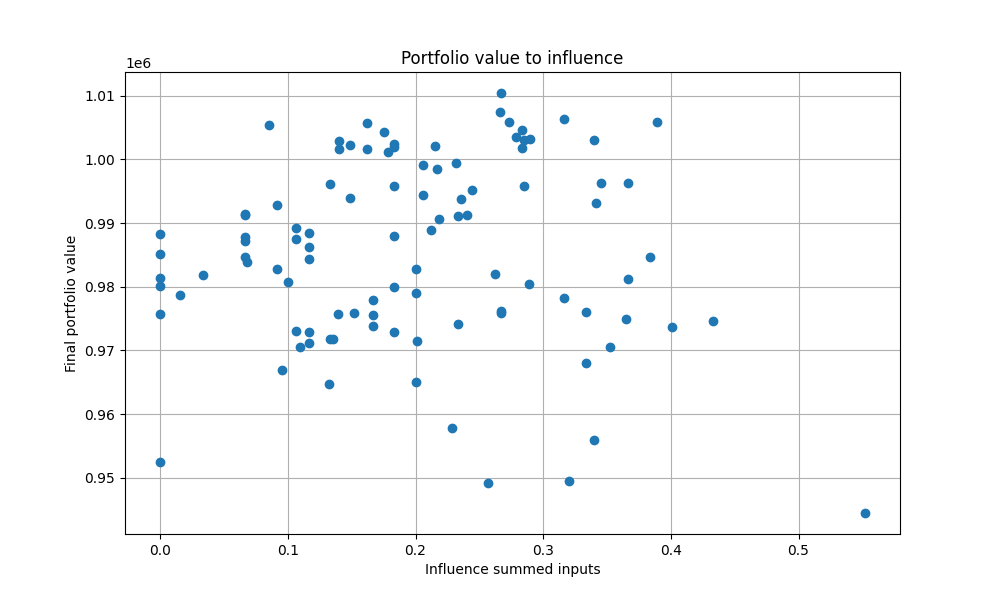 Portfolio value to influence
1e6
1.01
1.00
0.99
0.98
0.97
0.96
0.95
Final portfolio value
0.0 0.1 0.2 0.3 0.4 0.5
Influence summed inputs